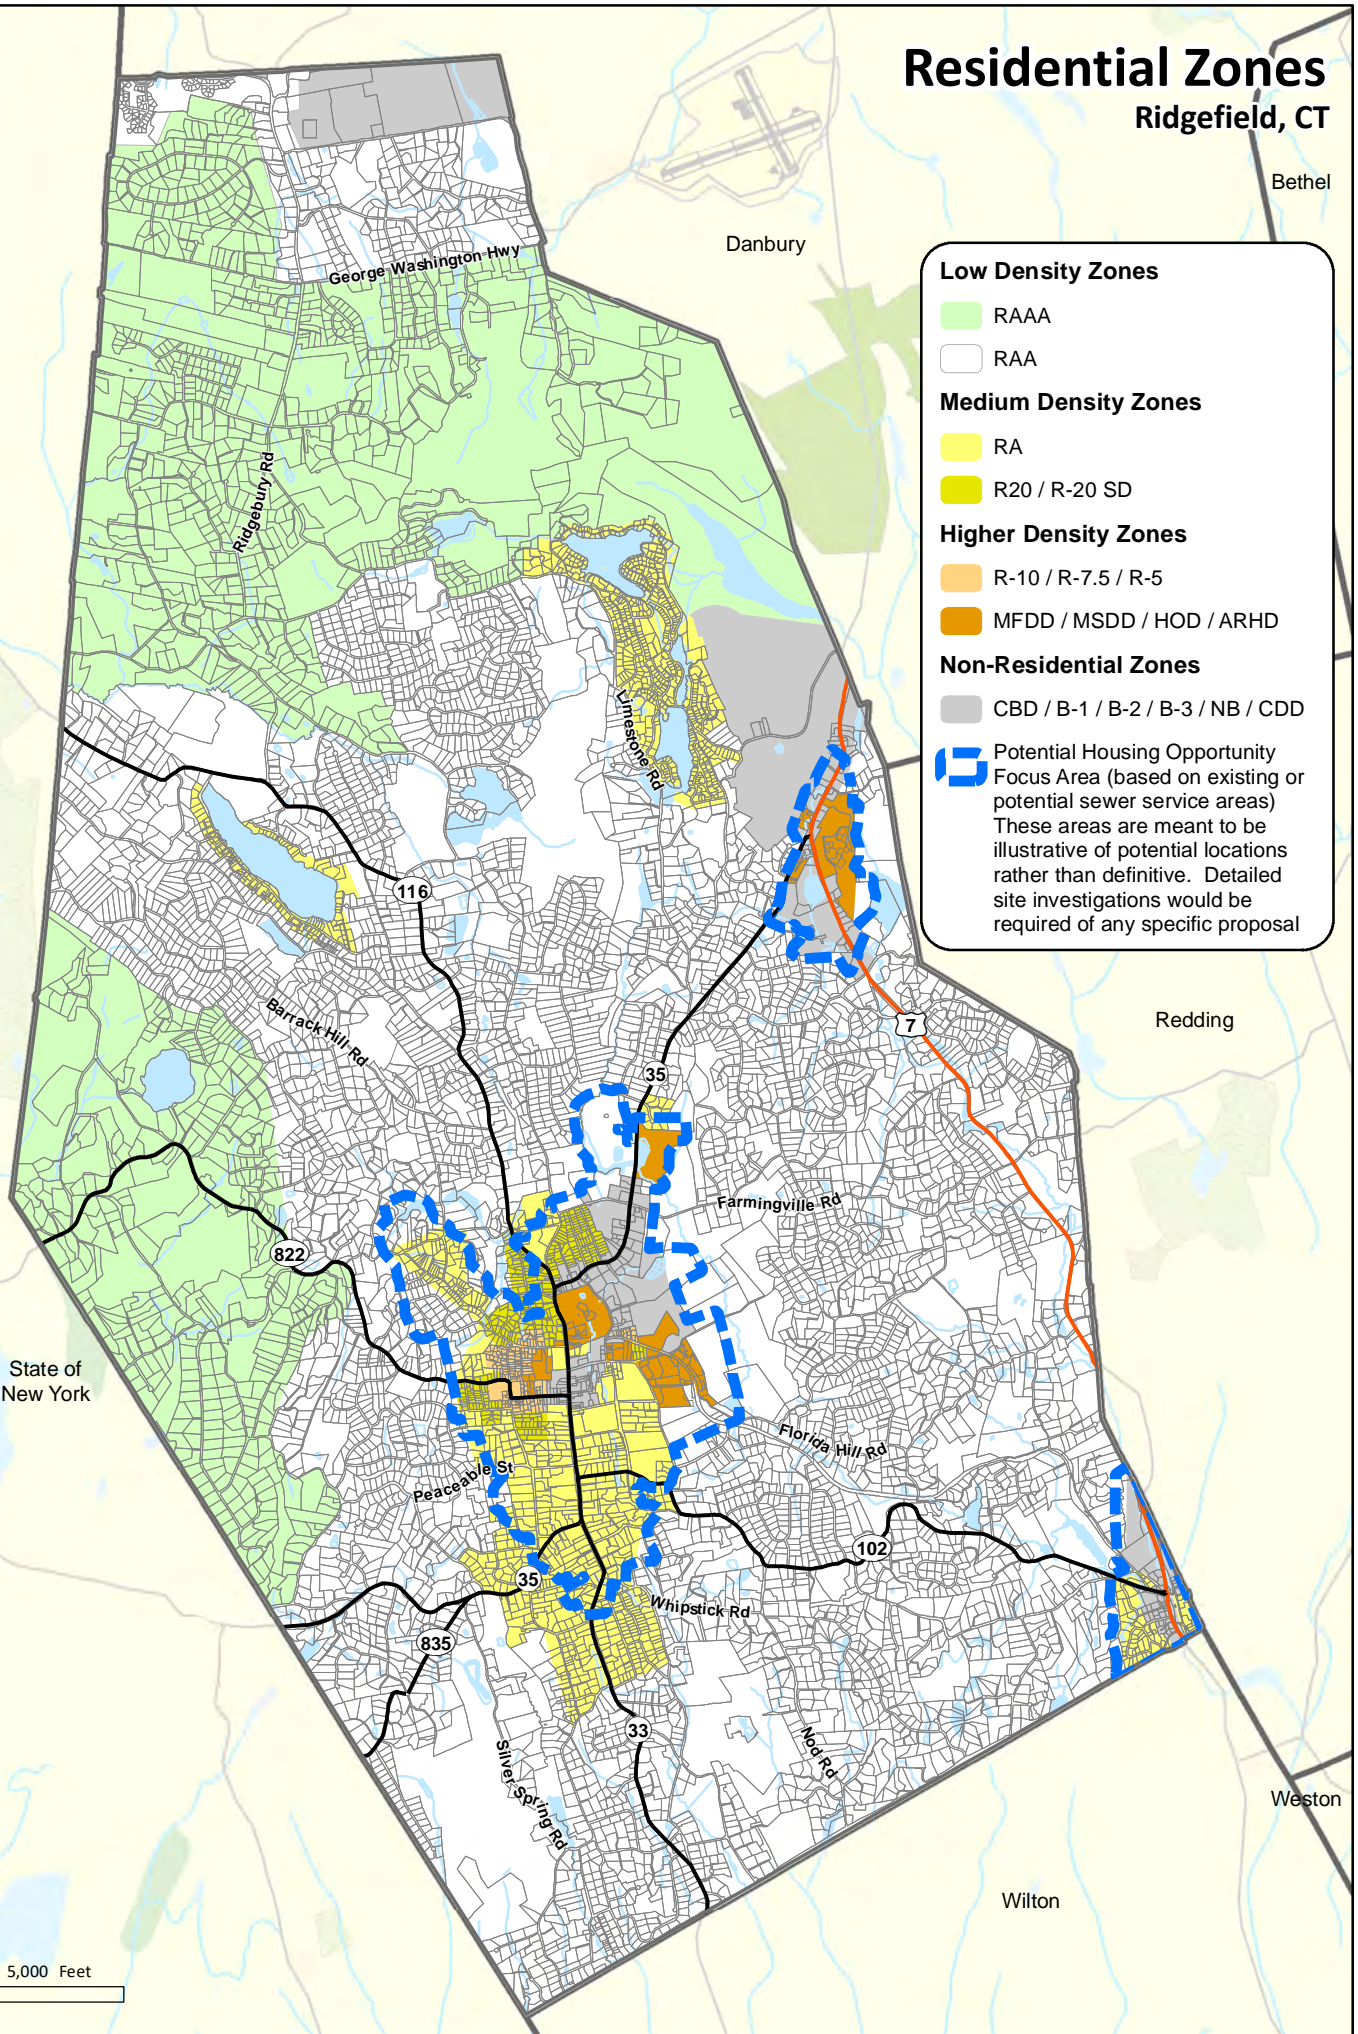 Residential Zones
Ridgefield, CT
Bethel
Danbury
Low Density Zones
RAAA
RAA
Medium Density Zones
RA
R20 / R-20 SD
Higher Density Zones
R-10 / R-7.5 / R-5
MFDD / MSDD / HOD / ARHD
Non-Residential Zones
CBD / B-1 / B-2 / B-3 / NB / CDD
Potential Housing Opportunity
Focus Area (based on existing or
potential sewer service areas)
These areas are meant to be
illustrative of potential locations
rather than definitive. Detailed
site investigations would be
required of any specific proposal
George Washington Hwy
Ridgebury Rd
Limestone Rd
116
Barrack Hill Rd
7
Redding
35
Farmingville Rd
822
State of
New York
Florida Hill Rd
Peaceable St
102
35
Whipstick Rd
835
33
Nod Rd
Silver Spring Rd
Weston
Wilton
5,000 Feet